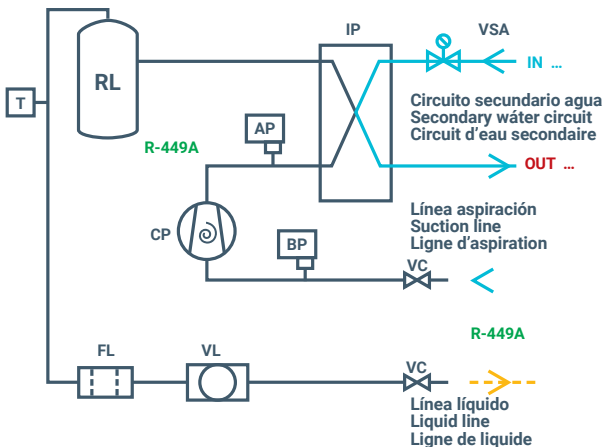 IP
VSA
RL
IN ...
T
Circuito secundario agua
Secondary wáter circuit
Circuit d’eau secondaire
AP
R-449A
OUT ...
Línea aspiración
Suction line
Ligne d’aspiration
CP
BP
VC
R-449A
FL
VL
VC
Línea líquido
Liquid line
Ligne de liquide